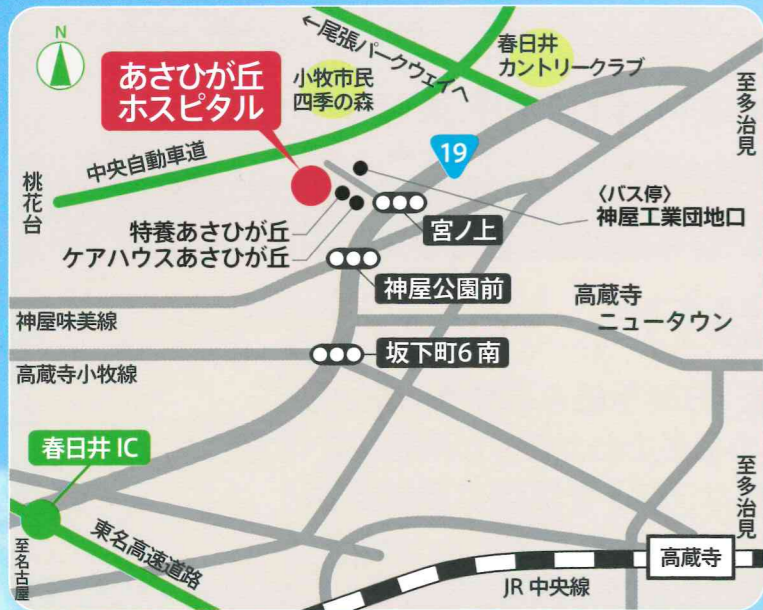 N
←尾張パークウェイへ
春日井
カントリークラブ
至多治見
あさひが丘
ホスピタル
小牧市民
四季の森
中央自動車道
19
桃花台
〈バス停〉
神屋工業団地口
特養あさひが丘
ケアハウスあさひが丘
宮ノ上
神屋公園前
高蔵寺
ニュータウン
神屋味美線
坂下町6南
高蔵寺小牧線
春日井IC
至多治見
至名古屋
東名高速道路
高蔵寺
JR中央線